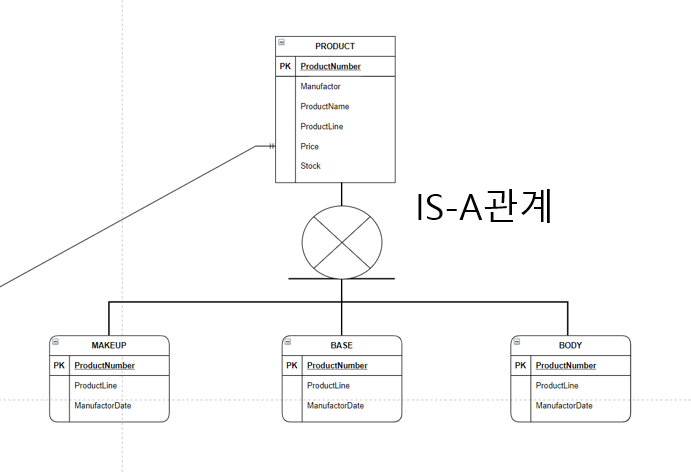 PRODUCT
PK ProductNumber
Manufactor
ProductName
ProductLine
Price
Stock
IS-A관계
MAKEUP
PK ProductNumber
ProductLine
ManufactorDate
BASE
PK ProductNumber
ProductLine
ManufactorDate
BODY
PK ProductNumber
ProductLine
ManufactorDate